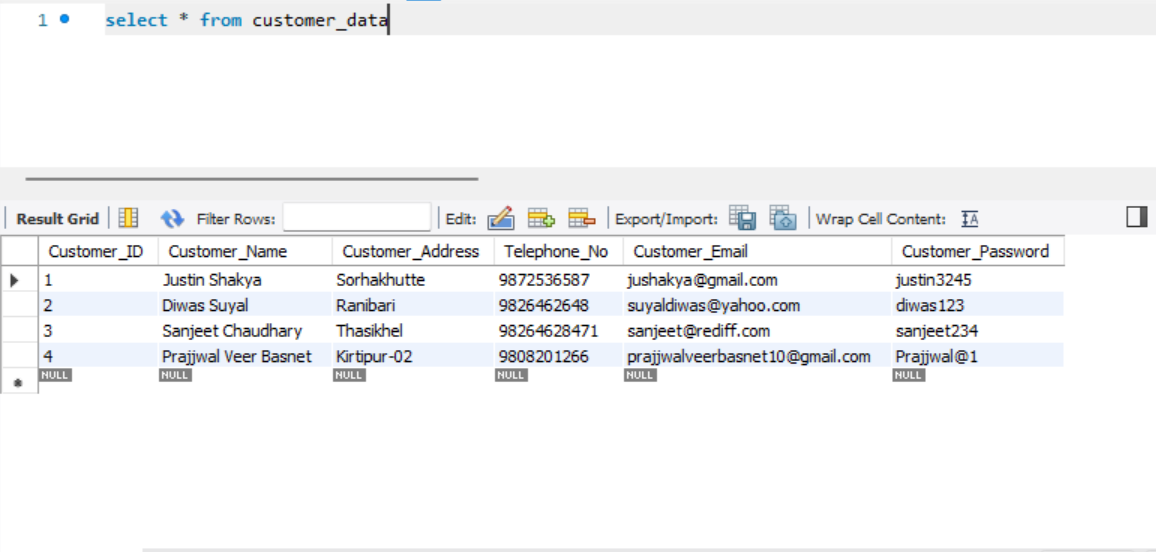 1 select * from customer_data
Result Grid Filter Rows: Edit: Export/Import: Wrap Cell Content:
Customer_ID Customer_Name Customer_Address Telephone_No Customer_Email Customer_Password
1 Justin Shakya Sorhakhutte 9872536587 jushakya@gmail.com justin3245
2 Diwas Suyal Ranibari 9826462648 suyaldiwas@yahoo.com diwas123
3 Sanjeet Chaudhary Thasikhel 98264628471 sanjeet@rediff.com sanjeet234
4 Prajjwal Veer Basnet Kirtipur-02 9808201266 prajjwalveerbasnet10@gmail.com Prajjwal@1
NULL NULL NULL NULL NULL NULL